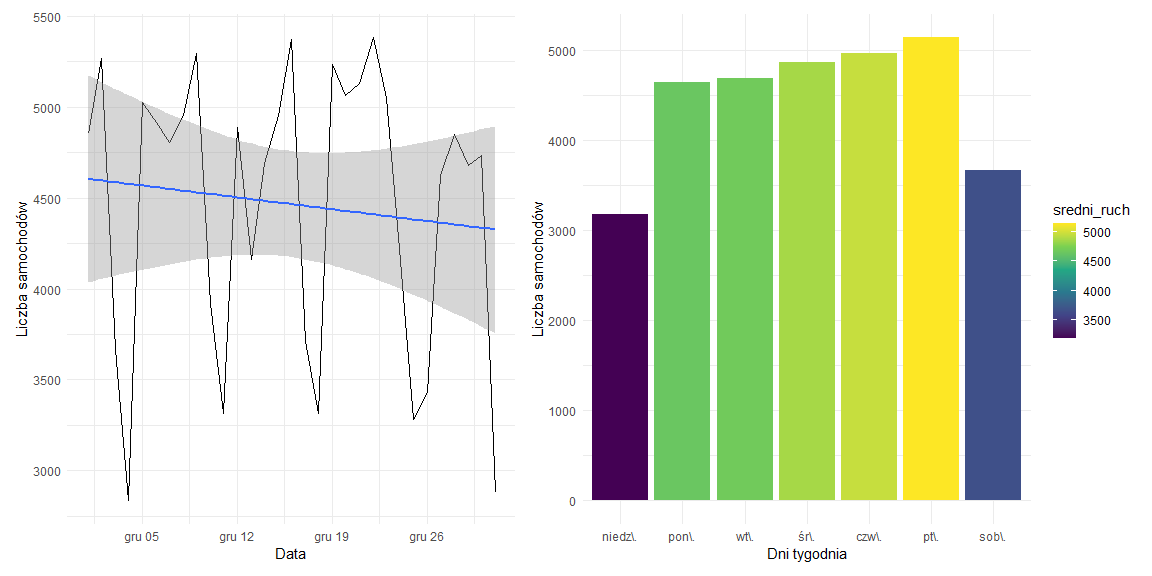 5500
5000
4500
4000
3500
3000
Liczba samochodów
gru 05
gru 12
gru 19
gru 26
Data
5000
4000
3000
2000
1000
0
Liczba samochodów
niedz\.
pon\.
wt\.
śr\.
czw\.
pt\.
sob\.
Dni tygodnia
sredni_ruch
5000
4500
4000
3500